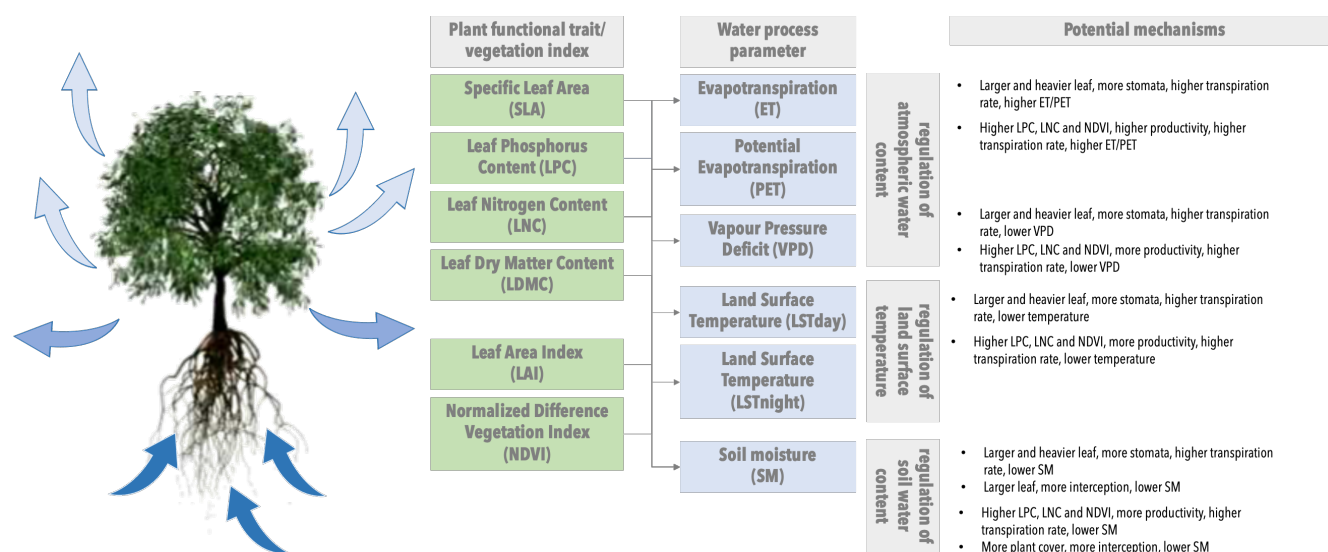 Plant functional trait/
vegetation index
Water process
parameter
Potential mechanisms
Specific Leaf Area
(SLA)
Leaf Phosphorus
Content (LPC)
Leaf Nitrogen Content
(LNC)
Leaf Dry Matter Content
(LDMC)
Leaf Area Index
(LAI)
Normalized Difference
Vegetation Index
(NDVI)
Evapotranspiration
(ET)
Potential
Evapotranspiration
(PET)
Vapour Pressure
Deficit (VPD)
Land Surface
Temperature (LSTday)
Land Surface
Temperature
(LSTnight)
Soil moisture
(SM)
regulation of
atmospheric water
content
regulation of
land surface
temperature
regulation of
soil water
content
• Larger and heavier leaf, more stomata, higher transpiration
rate, higher ET/PET
• Higher LPC, LNC and NDVI, higher productivity, higher
transpiration rate, higher ET/PET
• Larger and heavier leaf, more stomata, higher transpiration
rate, lower VPD
• Higher LPC, LNC and NDVI, more productivity, higher
transpiration rate, lower VPD
• Larger and heavier leaf, more stomata, higher transpiration
rate, lower temperature
• Higher LPC, LNC and NDVI, more productivity, higher
transpiration rate, lower temperature
• Larger and heavier leaf, more stomata, higher transpiration
rate, lower SM
• Larger leaf, more interception, lower SM
• Higher LPC, LNC and NDVI, more productivity, higher
transpiration rate, lower SM
• More plant cover, more interception, lower SM